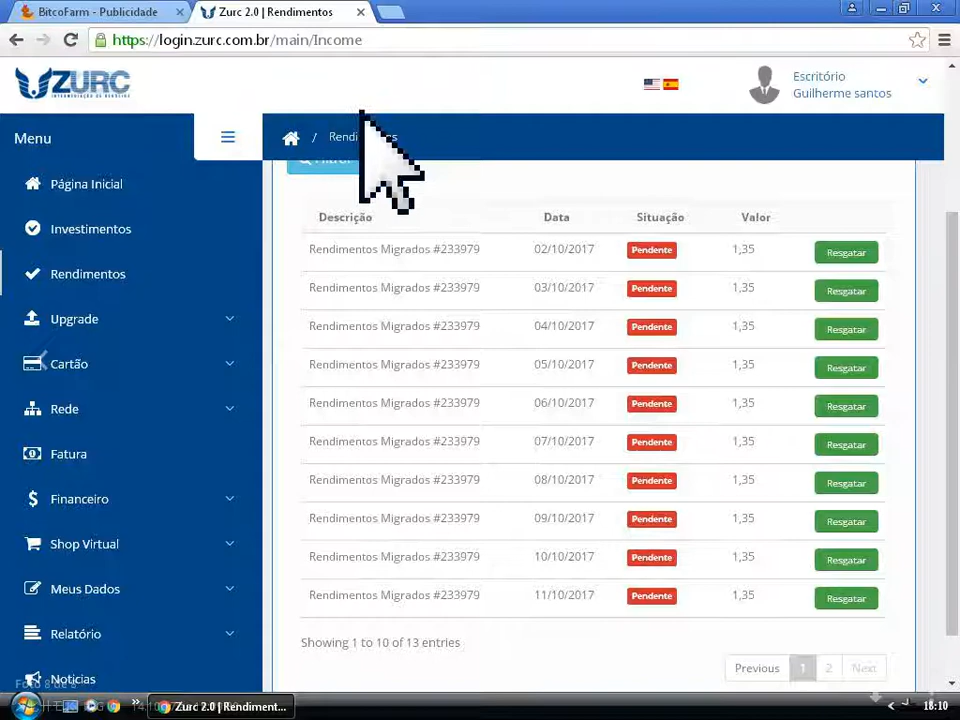 BitcoFarm - Publicidade
Zurc 2.0 | Rendimentos
https://login.zurc.com.br/main/Income
ZURC
Escritório
Guilherme santos
Menu
/ Rendi
Filtrar
Página Inicial
Investimentos
Rendimentos
Upgrade
Cartão
Rede
Fatura
Financeiro
Shop Virtual
Meus Dados
Relatório
Notícias
Descrição Data Situação Valor
Rendimentos Migrados #233979 02/10/2017 Pendente 1,35 Resgatar
Rendimentos Migrados #233979 03/10/2017 Pendente 1,35 Resgatar
Rendimentos Migrados #233979 04/10/2017 Pendente 1,35 Resgatar
Rendimentos Migrados #233979 05/10/2017 Pendente 1,35 Resgatar
Rendimentos Migrados #233979 06/10/2017 Pendente 1,35 Resgatar
Rendimentos Migrados #233979 07/10/2017 Pendente 1,35 Resgatar
Rendimentos Migrados #233979 08/10/2017 Pendente 1,35 Resgatar
Rendimentos Migrados #233979 09/10/2017 Pendente 1,35 Resgatar
Rendimentos Migrados #233979 10/10/2017 Pendente 1,35 Resgatar
Rendimentos Migrados #233979 11/10/2017 Pendente 1,35 Resgatar
Showing 1 to 10 of 13 entries
Previous 1 2 Next
Foto 8 de 8
Zurc 2.0 | Rendiment...
18:10